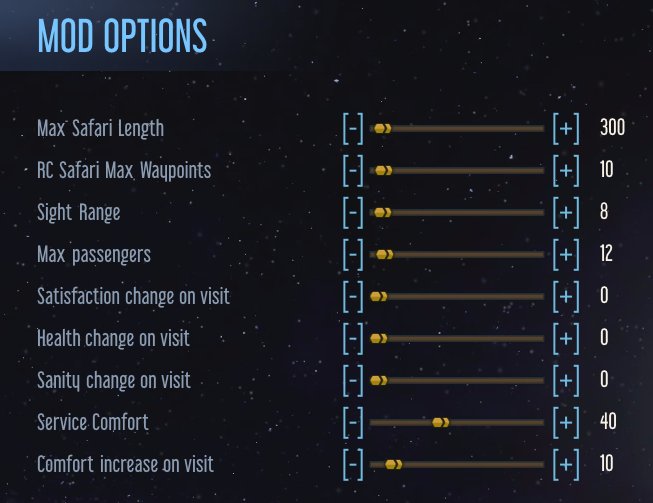 MOD OPTIONS
Max Safari Length [-] [+] 300
RC Safari Max Waypoints [-] [+] 10
Sight Range [-] [+] 8
Max passengers [-] [+] 12
Satisfaction change on visit [-] [+] 0
Health change on visit [-] [+] 0
Sanity change on visit [-] [+] 0
Service Comfort [-] [+] 40
Comfort increase on visit [-] [+] 10